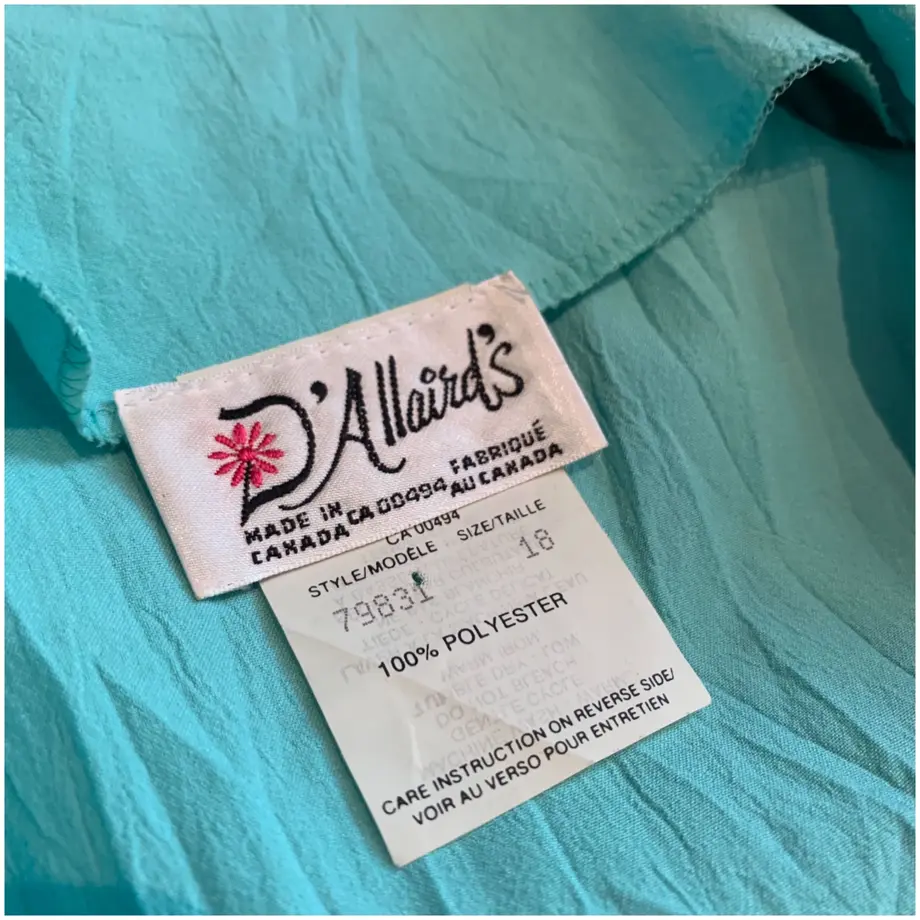 D'Allaird's
MADE IN CANADA CA 00494 FABRIQUÉ AU CANADA
CA 00494
STYLE/MODÈLE SIZE/TAILLE
79831 18
100% POLYESTER
CARE INSTRUCTION ON REVERSE SIDE/
VOIR AU VERSO POUR ENTRETIEN